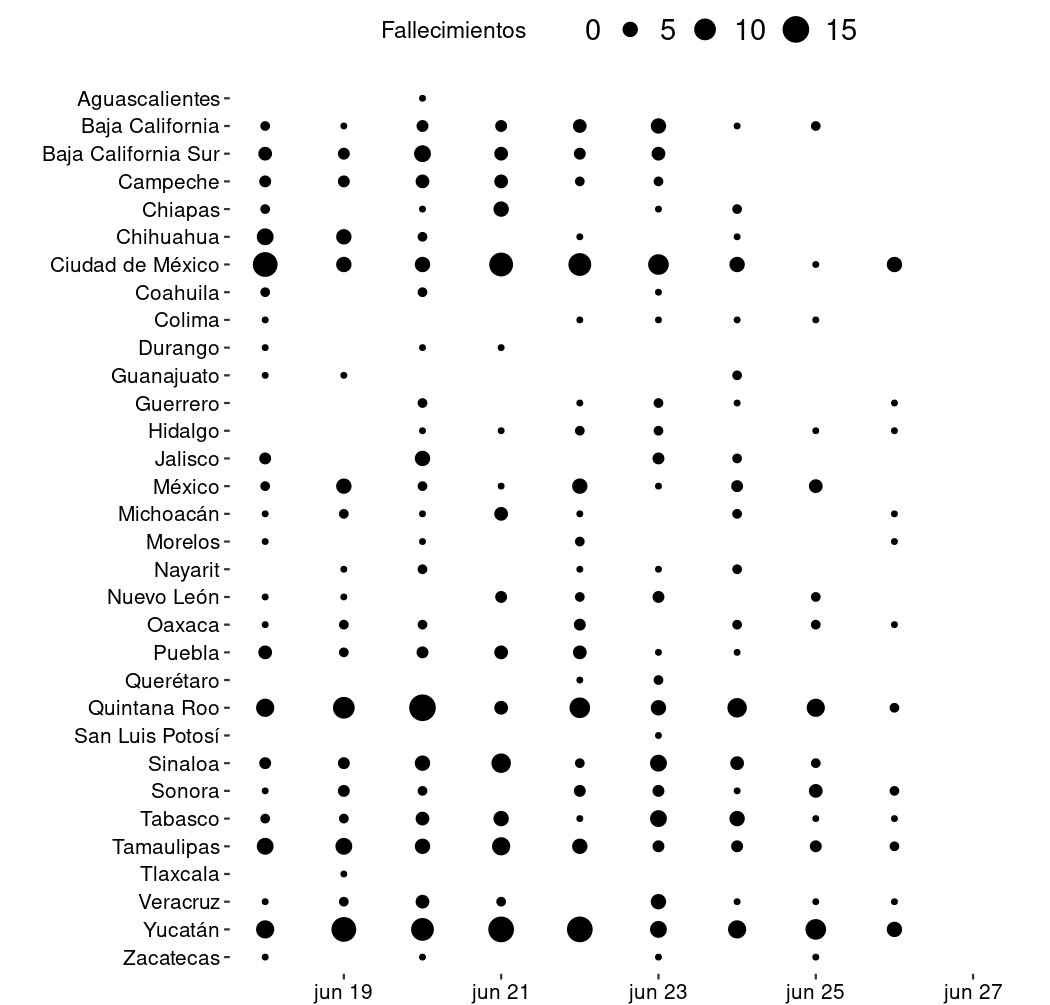 Fallecimientos 0 5 10 15
Aguascalientes
Baja California
Baja California Sur
Campeche
Chiapas
Chihuahua
Ciudad de México
Coahuila
Colima
Durango
Guanajuato
Guerrero
Hidalgo
Jalisco
México
Michoacán
Morelos
Nayarit
Nuevo León
Oaxaca
Puebla
Querétaro
Quintana Roo
San Luis Potosí
Sinaloa
Sonora
Tabasco
Tamaulipas
Tlaxcala
Veracruz
Yucatán
Zacatecas
jun 19 jun 21 jun 23 jun 25 jun 27